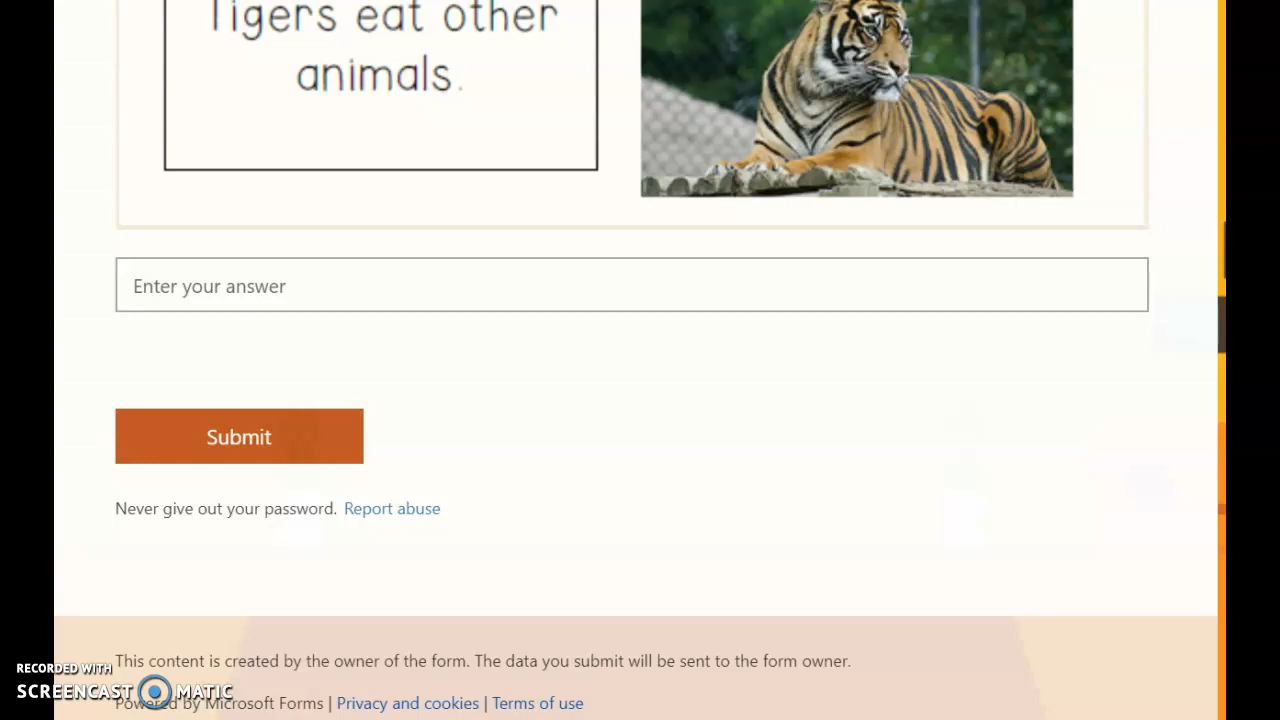 Tigers eat other
animals.
Enter your answer
Submit
Never give out your password. Report abuse
This content is created by the owner of the form. The data you submit will be sent to the form owner.
Powered by Microsoft Forms | Privacy and cookies | Terms of use
RECORDED WITH
SCREENCAST MATIC